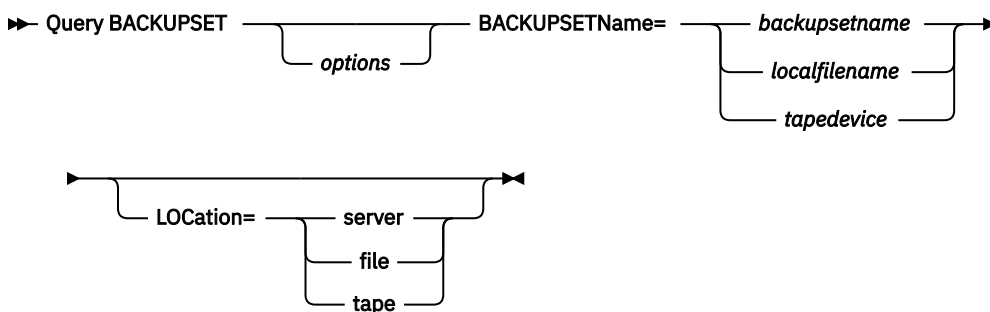 Query BACKUPSET options BACKUPSETName= backupsetname
localfilename
tapedevice
LOCation= server
file
tape